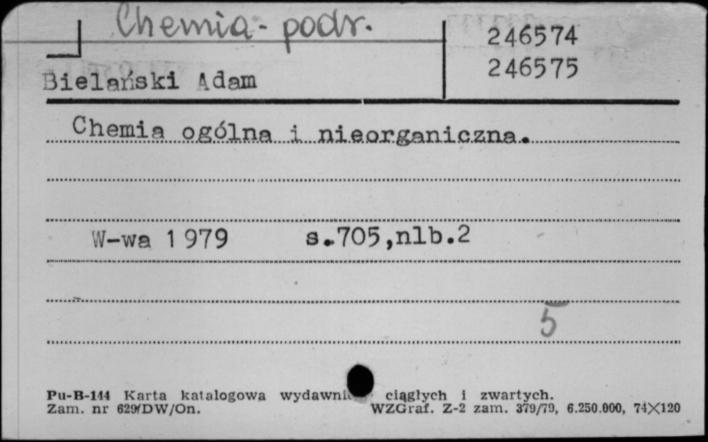 Chemia - podr.
246574
246575
Bielański Adam
Chemia ogólna i nieorganiczna.
W-wa 1979 s.705,nlb.2
5
Pu-B-144 Karta katalogowa ciągłych i zwartych.
Zam. nr 629/DW/On. WZGraf. Z-2 zam. 379/79, 6.250.000, 74×120